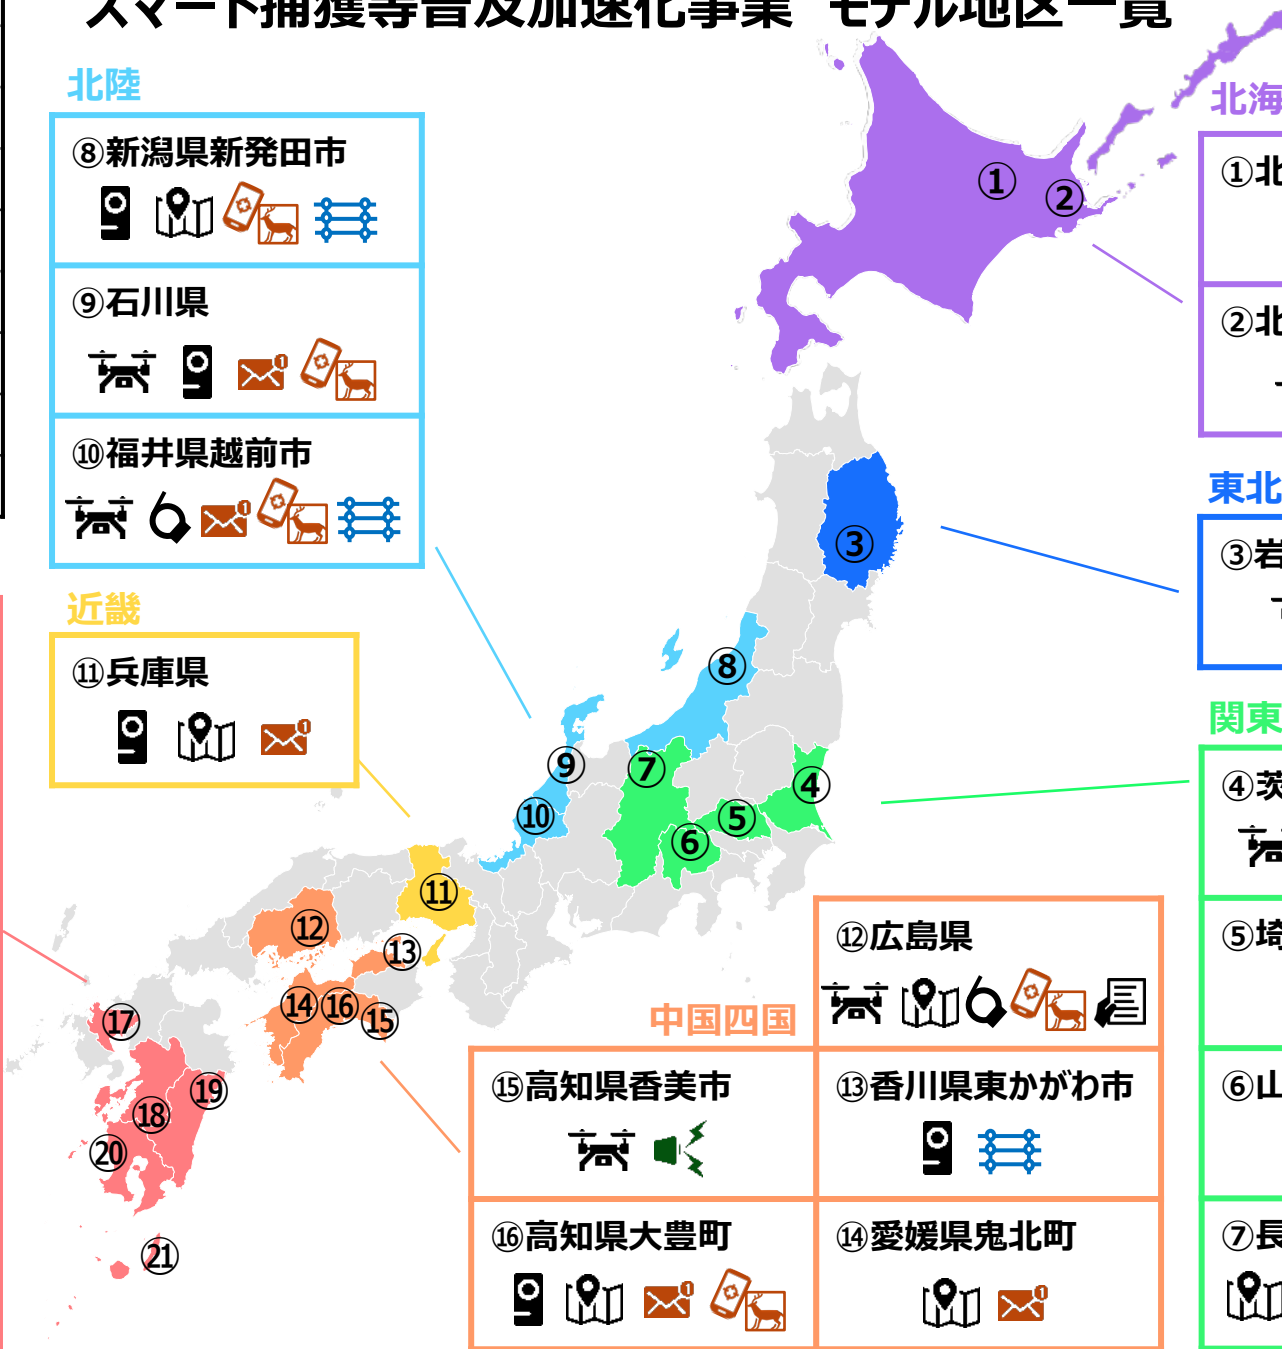 スマート捕獲等普及加速化事業 モデル地区一覧
北陸
⑧新潟県新発田市
⑨石川県
1
⑩福井県越前市
1
近畿
⑪兵庫県
1
北海
①北
②北
東北
③岩
関東
④茨
⑤埼
⑥山
⑦長
①
②
③
⑧
⑨
⑦
④
⑩
⑤
⑥
⑪
⑫
⑬
⑭
⑯
⑮
⑰
⑲
⑱
⑳
㉑
中国四国
⑫広島県
⑮高知県香美市
⑬香川県東かがわ市
⑯高知県大豊町
1
⑭愛媛県鬼北町
1